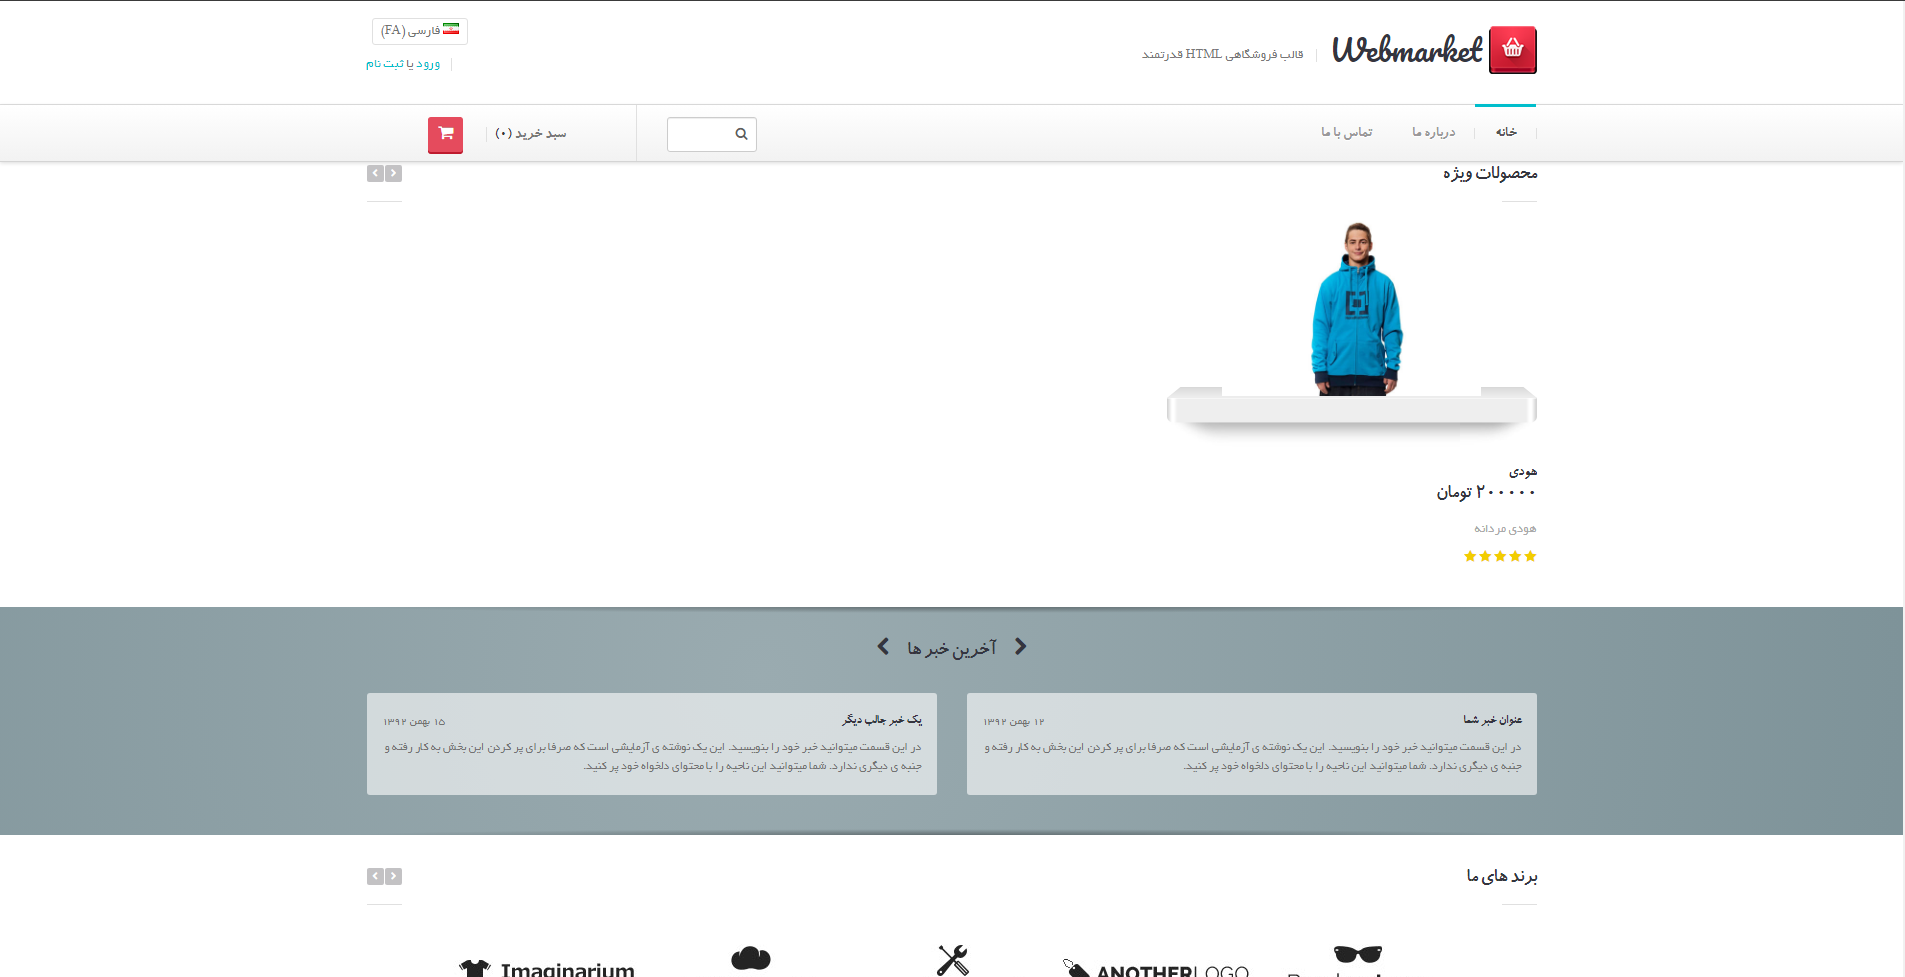 Webmarket
قالب فروشگاهی HTML قدرتمند
فارسی (FA)
ورود یا ثبت نام
خانه
درباره ما
تماس با ما
سبد خرید (۰)
محصولات ویژه
هودی
۲۰۰۰۰۰ تومان
هودی مردانه
آخرین خبر ها
عنوان خبر شما
۱۲ بهمن ۱۳۹۲
در این قسمت میتوانید خبر خود را بنویسید. این یک نوشته ی آزمایشی است که صرفا برای پر کردن این بخش به کار رفته و
جنبه ی دیگری ندارد. شما میتوانید این ناحیه را با محتوای دلخواه خود پر کنید.
یک خبر جالب دیگر
۱۵ بهمن ۱۳۹۲
در این قسمت میتوانید خبر خود را بنویسید. این یک نوشته ی آزمایشی است که صرفا برای پر کردن این بخش به کار رفته و
جنبه ی دیگری ندارد. شما میتوانید این ناحیه را با محتوای دلخواه خود پر کنید.
برند های ما
ANOTHERLOGO
Imaginarium